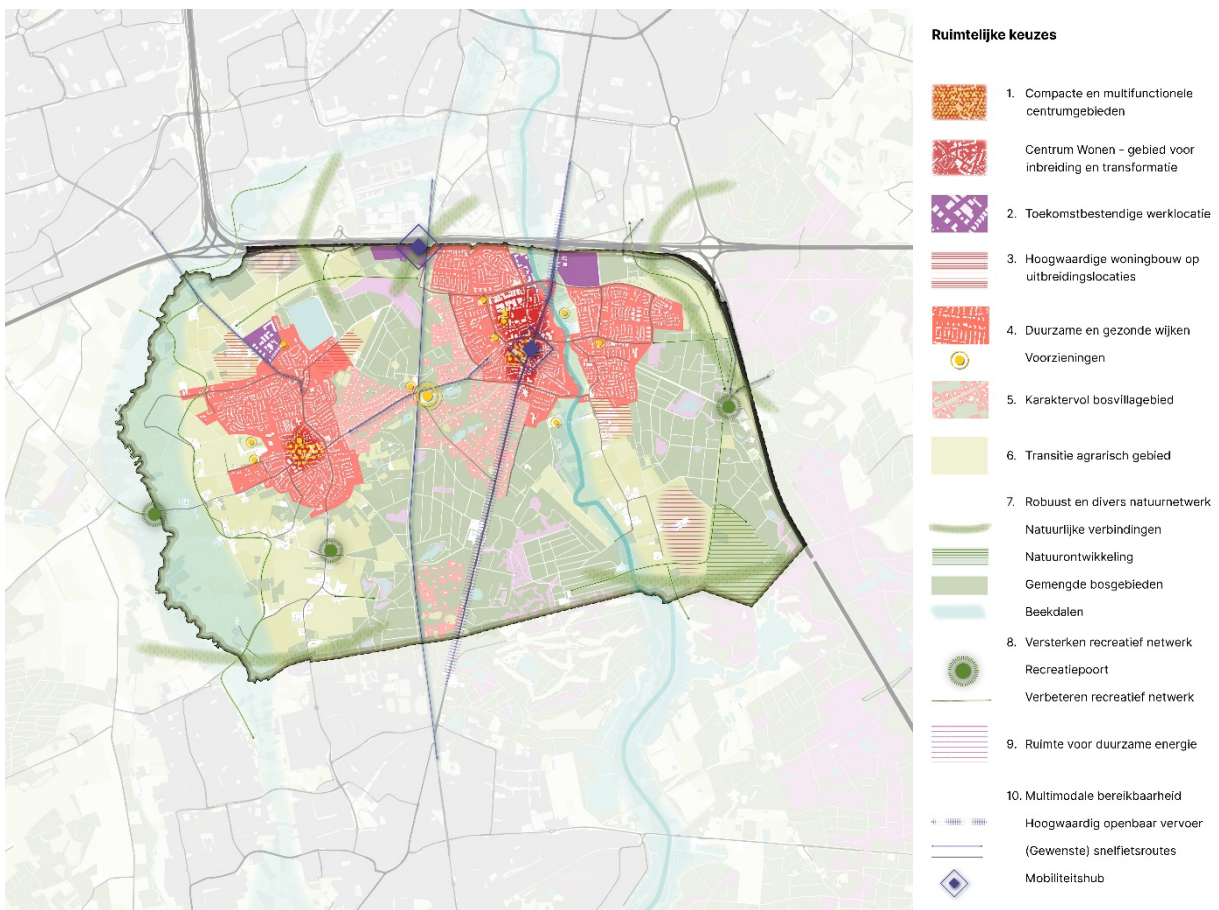 Ruimtelijke keuzes
1. Compacte en multifunctionele
centrumgebieden
Centrum Wonen - gebied voor
inbreiding en transformatie
2. Toekomstbestendige werklocatie
3. Hoogwaardige woningbouw op
uitbreidingslocaties
4. Duurzame en gezonde wijken
Voorzieningen
5. Karaktervol bosvillagebied
6. Transitie agrarisch gebied
7. Robuust en divers natuurnetwerk
Natuurlijke verbindingen
Natuurontwikkeling
Gemengde bosgebieden
Beekdalen
8. Versterken recreatief netwerk
Recreatiepoort
Verbeteren recreatief netwerk
9. Ruimte voor duurzame energie
10. Multimodale bereikbaarheid
Hoogwaardig openbaar vervoer
(Gewenste) snelfietsroutes
Mobiliteitshub